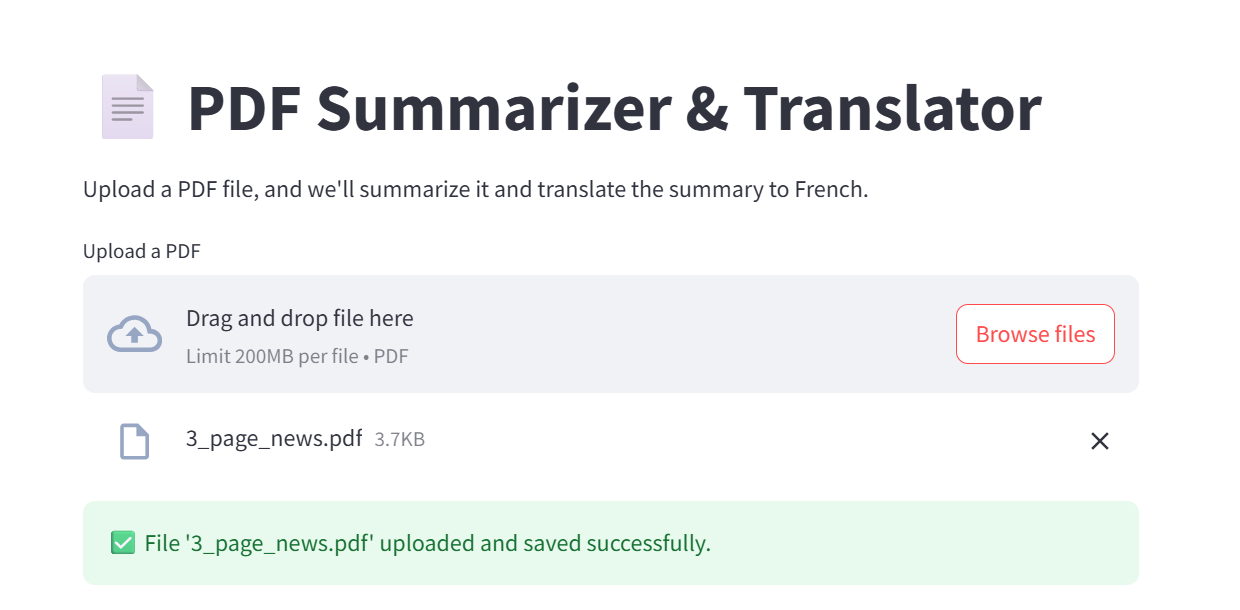 PDF Summarizer & Translator
Upload a PDF file, and we'll summarize it and translate the summary to French.
Upload a PDF
Drag and drop file here
Limit 200MB per file • PDF
Browse files
3_page_news.pdf 3.7KB
File '3_page_news.pdf' uploaded and saved successfully.